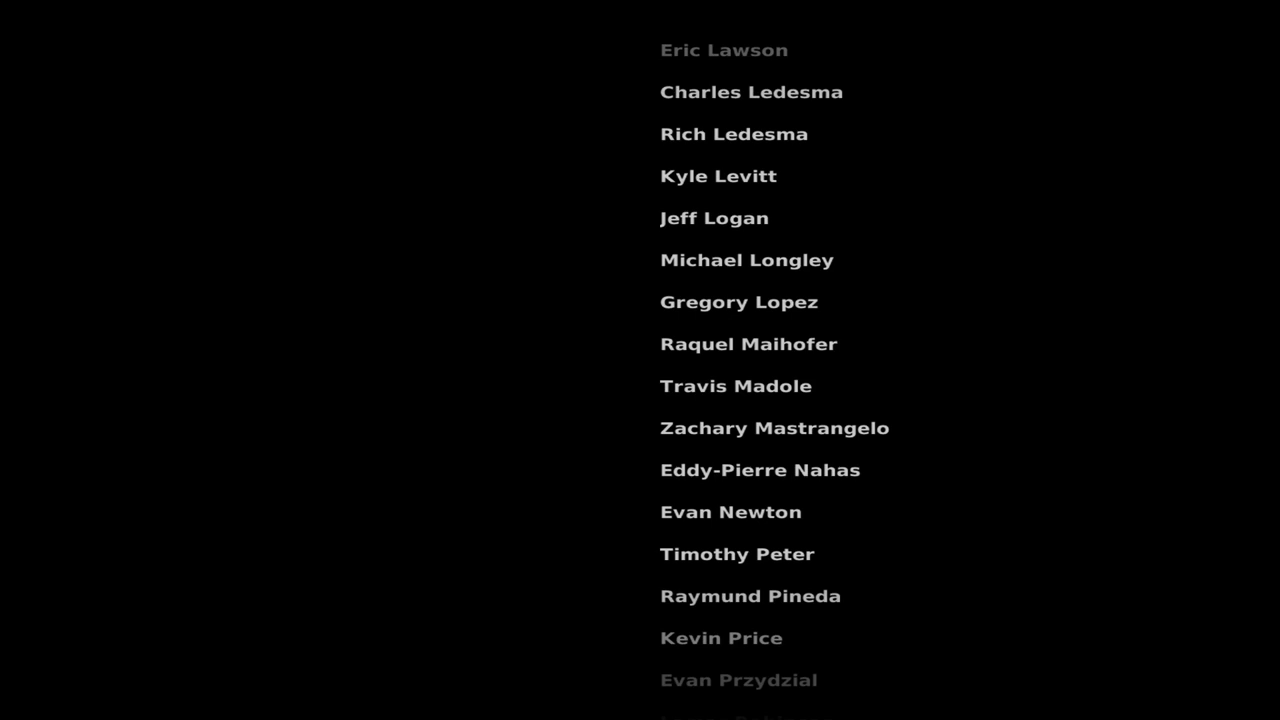 Eric Lawson
Charles Ledesma
Rich Ledesma
Kyle Levitt
Jeff Logan
Michael Longley
Gregory Lopez
Raquel Maihofer
Travis Madole
Zachary Mastrangelo
Eddy-Pierre Nahas
Evan Newton
Timothy Peter
Raymund Pineda
Kevin Price
Evan Przydzial